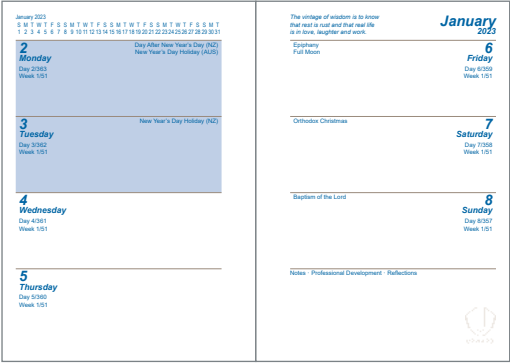 January 2023
S M T W T F S S M T W T F S S M T W T F S S M T W T F S S M T
1 2 3 4 5 6 7 8 9 10 11 12 13 14 15 16 17 18 19 20 21 22 23 24 25 26 27 28 29 30 31
2
Monday
Day 2/363
Week 1/51
Day After New Year's Day (NZ)
New Year's Day Holiday (AUS)
3
Tuesday
Day 3/362
Week 1/51
New Year's Day Holiday (NZ)
4
Wednesday
Day 4/361
Week 1/51
5
Thursday
Day 5/360
Week 1/51
The vintage of wisdom is to know
that rest is rust and that real life
is in love, laughter and work.
January
2023
Epiphany
Full Moon
6
Friday
Day 6/359
Week 1/51
Orthodox Christmas
7
Saturday
Day 7/358
Week 1/51
Baptism of the Lord
8
Sunday
Day 8/357
Week 1/51
Notes · Professional Development · Reflections